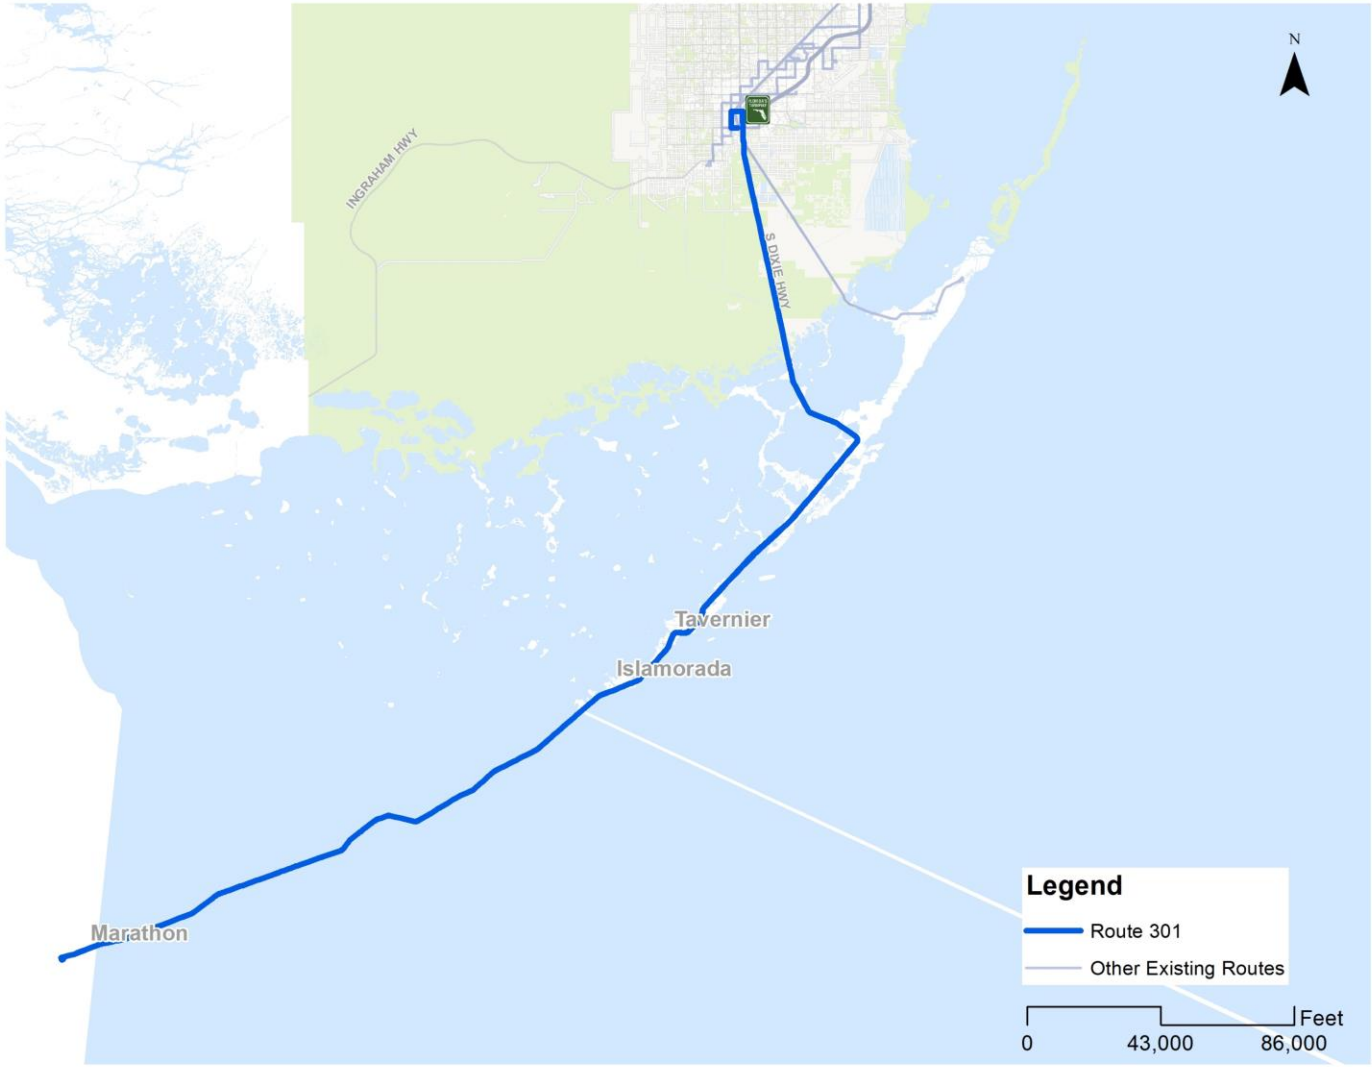 N
INGRAHAM HWY
S DIXIE HWY
Tavernier
Islamorada
Marathon
Legend
Route 301
Other Existing Routes
Feet
0 43,000 86,000